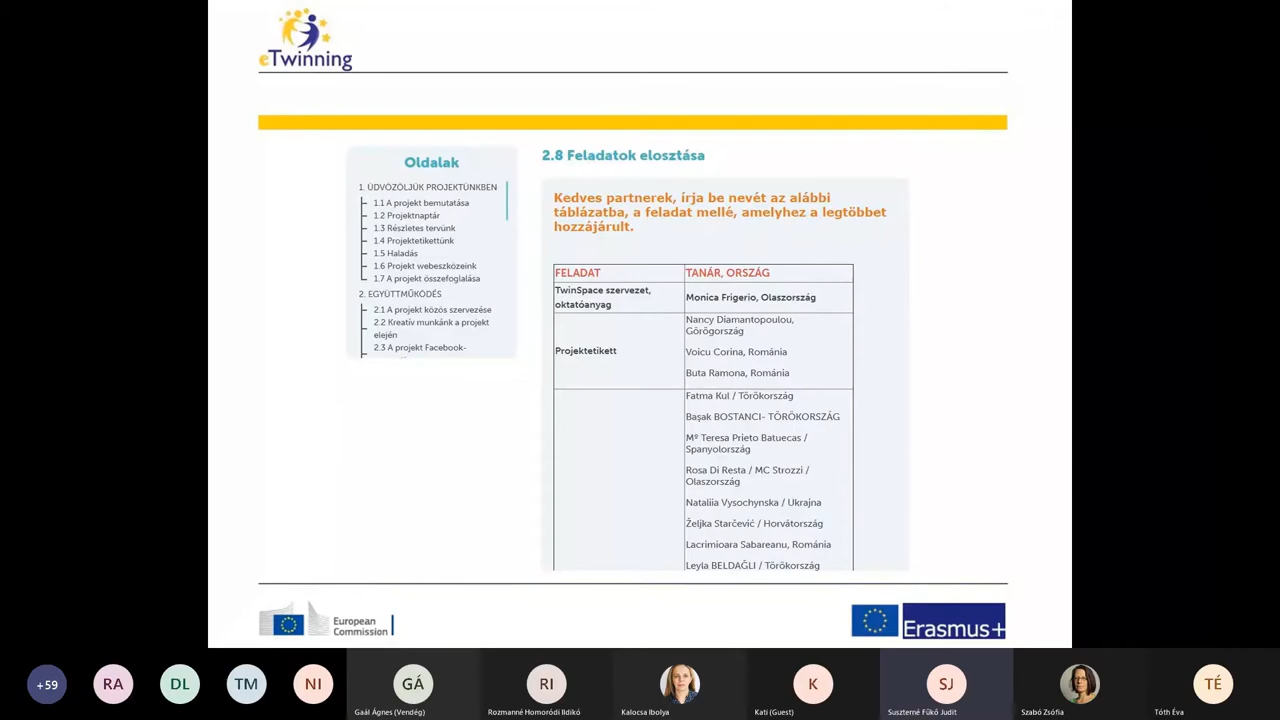 eTwinning
Oldalak
1. ÜDVÖZÖLJÜK PROJEKTÜNKBEN
1.1 A projekt bemutatása
1.2 Projektnaptár
1.3 Részletes tervünk
1.4 Projektetikettünk
1.5 Haladás
1.6 Projekt webeszközeink
1.7 A projekt összefoglalása
2. EGYÜTTMŰKÖDÉS
2.1 A projekt közös szervezése
2.2 Kreatív munkánk a projekt
elején
2.3 A projekt Facebook-
2.8 Feladatok elosztása
Kedves partnerek, írja be nevét az alábbi
táblázatba, a feladat mellé, amelyhez a legtöbbet
hozzájárult.
FELADAT TANÁR, ORSZÁG
TwinSpace szervezet,
oktatóanyag
Monica Frigerio, Olaszország
Projektetikett
Nancy Diamantopoulou,
Görögország
Voicu Corina, Románia
Buta Ramona, Románia
Fatma Kul / Törökország
Başak BOSTANCI- TÖRÖKORSZÁG
Mº Teresa Prieto Batuecas /
Spanyolország
Rosa Di Resta / MC Strozzi /
Olaszország
Nataliia Vysochynska / Ukrajna
Željka Starčević / Horvátország
Lacrimioara Sabareanu, Románia
Leyla BELDAĞLI / Törökország
European
Commission
Erasmus+
+59 RA DL TM NI GÁ RI K SJ TÉ
Gaál Ágnes (Vendég) Rozmanné Homoródi Ildikó Kalocsa Ibolya Kati (Guest) Suszterné Fűkő Judit Szabó Zsófia Tóth Éva